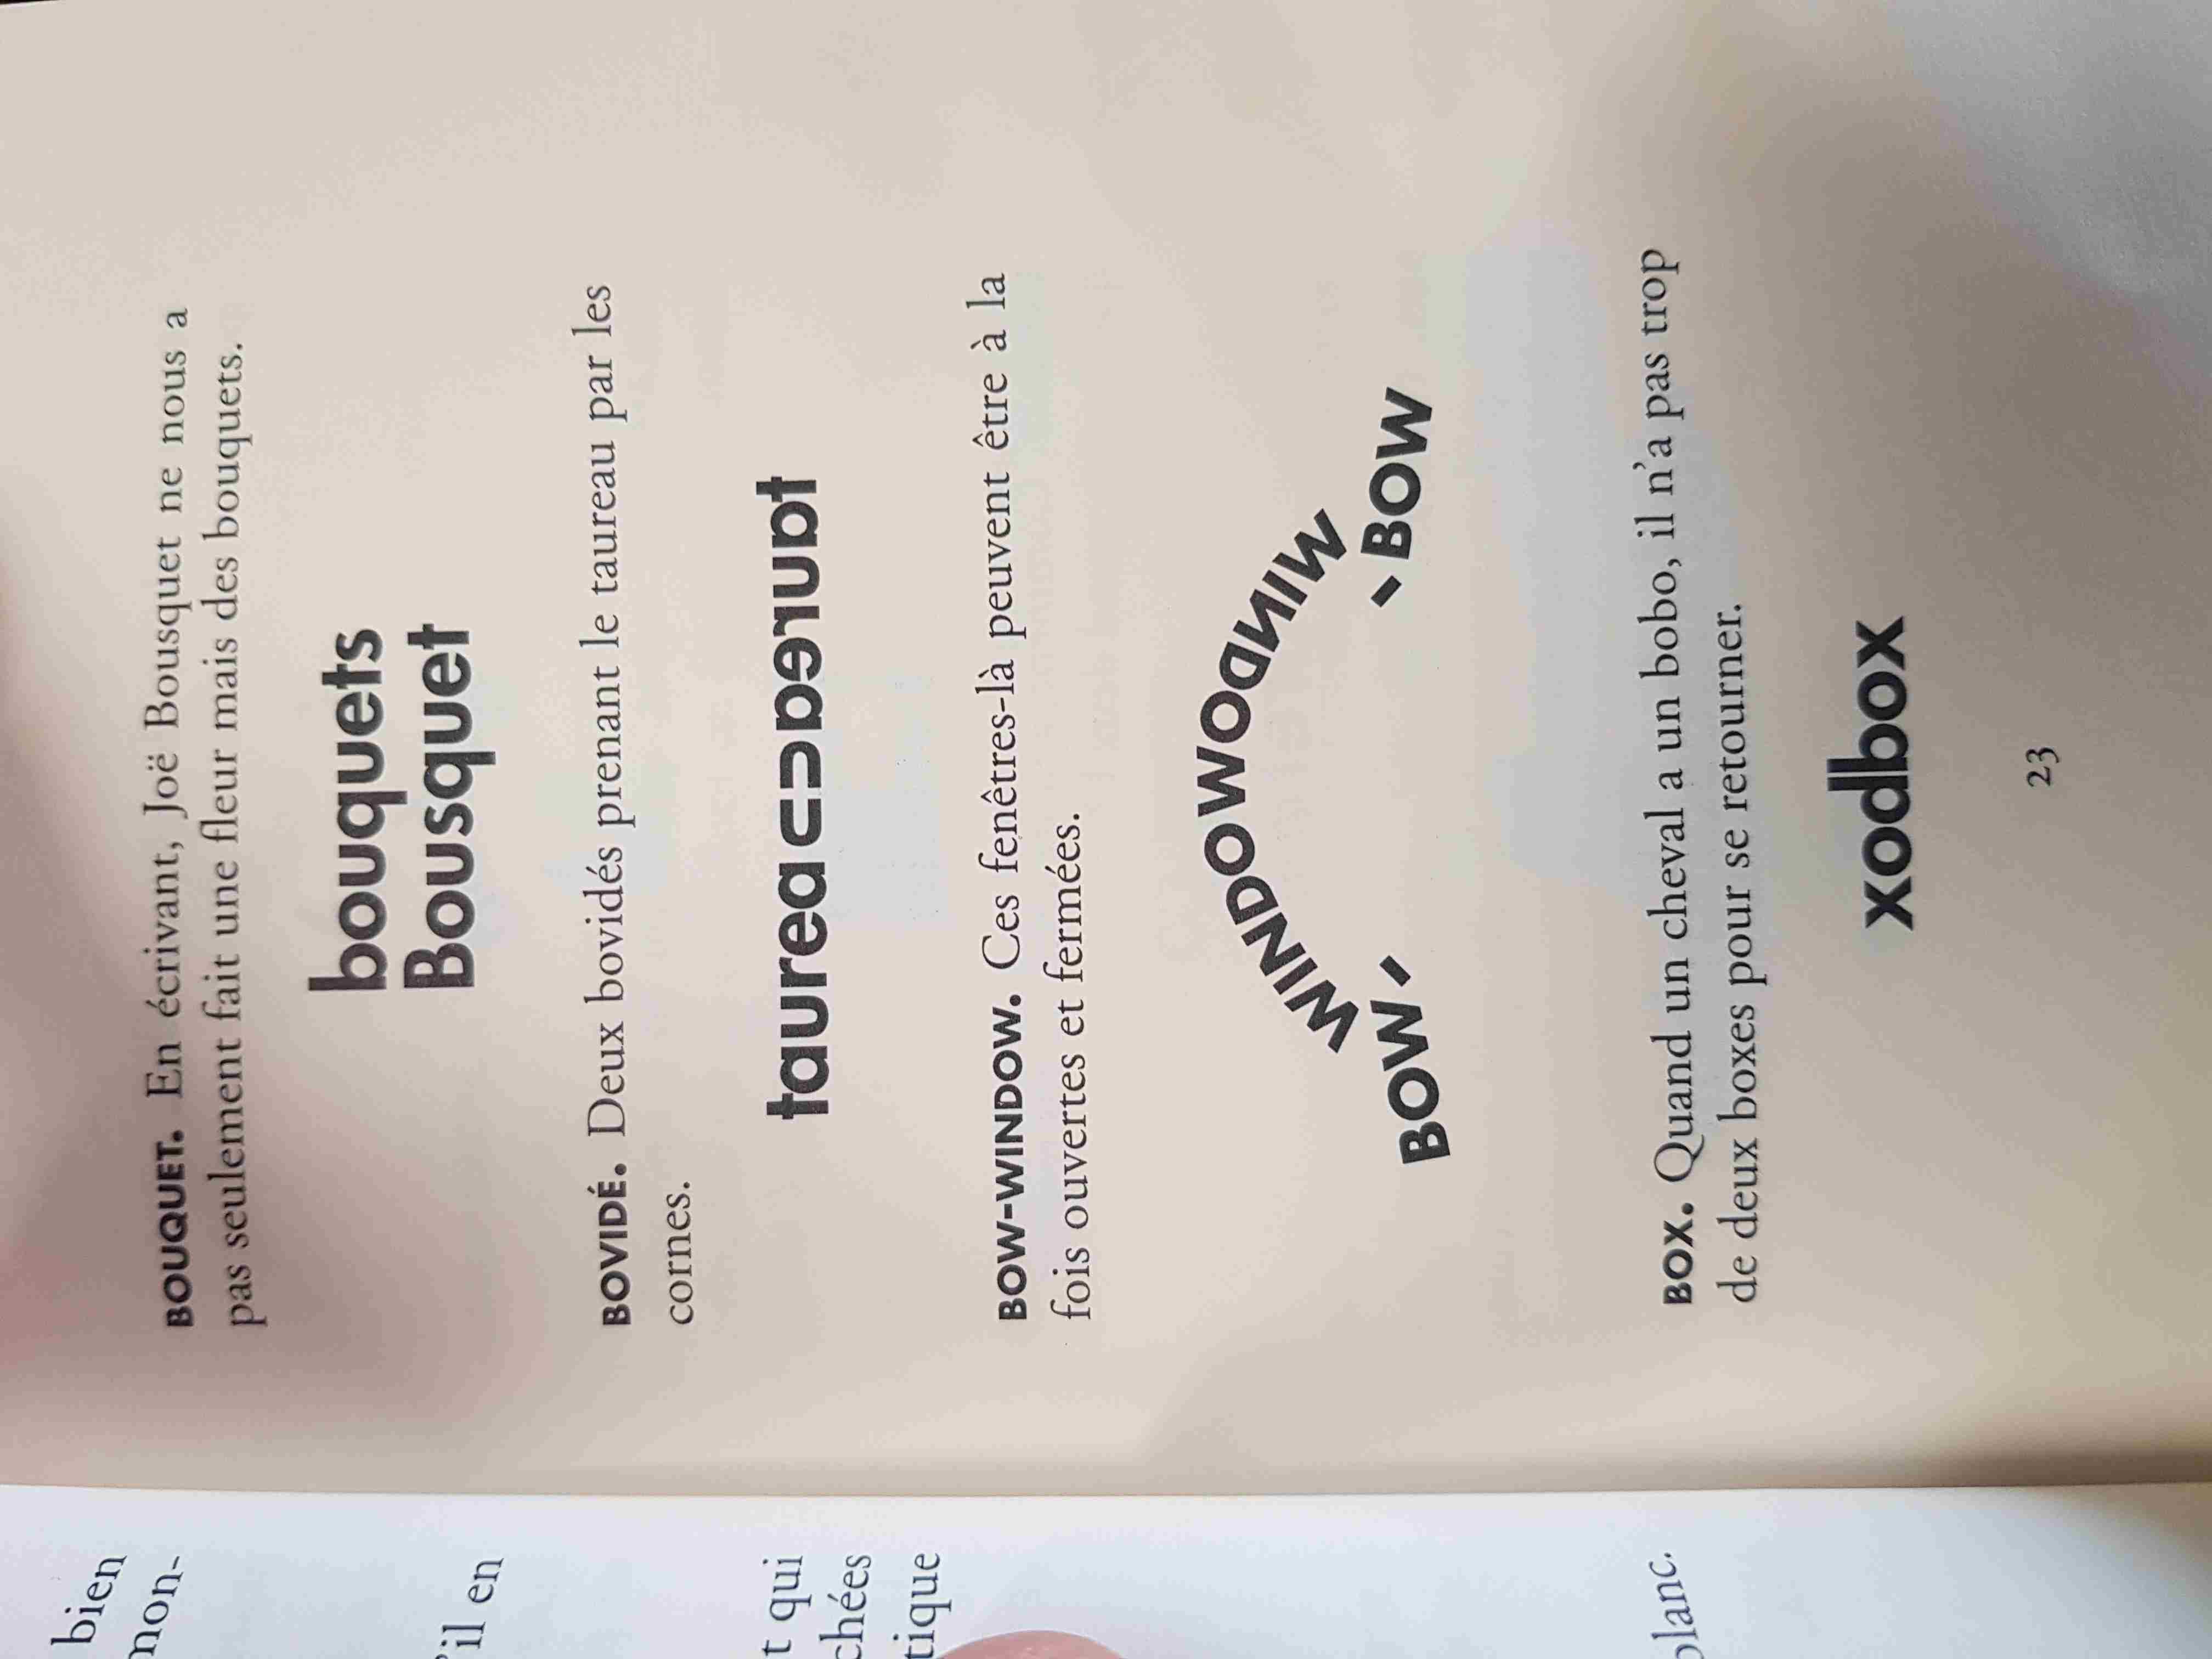 bien
non-
'il en
t qui
chées
tique
blanc.
BOUQUET. En écrivant, Joë Bousquet ne nous a
pas seulement fait une fleur mais des bouquets.
bouquets
Bousquet
BOVIDÉ. Deux bovidés prenant le taureau par les
cornes.
taureauuaeruat
BOW-WINDOW. Ces fenêtres-là peuvent être à la
fois ouvertes et fermées.
BOW-WINDOWODNIW-BOW
BOX. Quand un cheval a un bobo, il n'a pas trop
de deux boxes pour se retourner.
xodbox
23